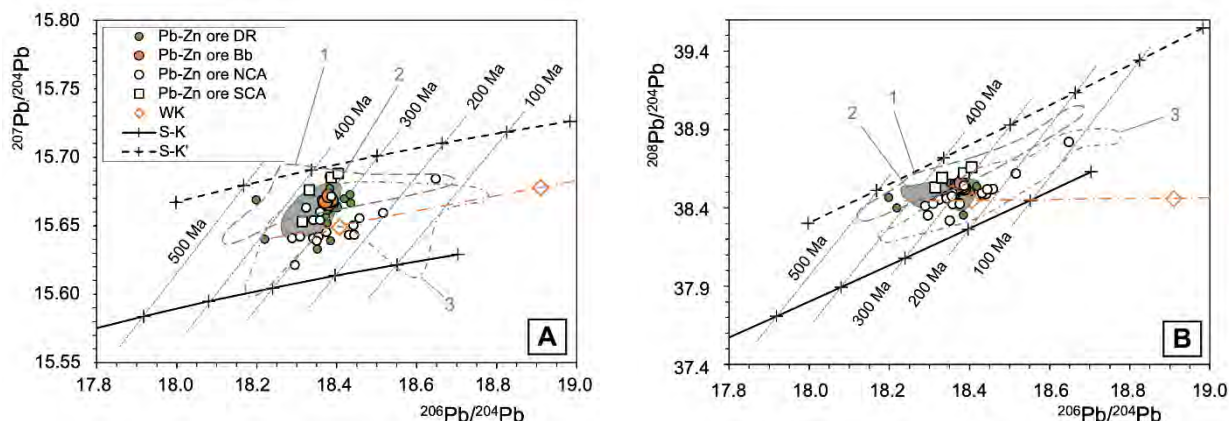 15.80
15.75
15.70
15.65
15.60
15.55
207Pb/204Pb
Pb-Zn ore DR
Pb-Zn ore Bb
Pb-Zn ore NCA
Pb-Zn ore SCA
WK
S-K
S-K'
1
2
3
500 Ma
400 Ma
300 Ma
200 Ma
100 Ma
A
17.8 18.0 18.2 18.4 18.6 18.8 19.0
206Pb/204Pb
39.4
38.9
38.4
37.9
37.4
208Pb/204Pb
1
2
3
400 Ma
500 Ma
300 Ma
200 Ma
100 Ma
B
17.8 18.0 18.2 18.4 18.6 18.8 19.0
206Pb/204Pb